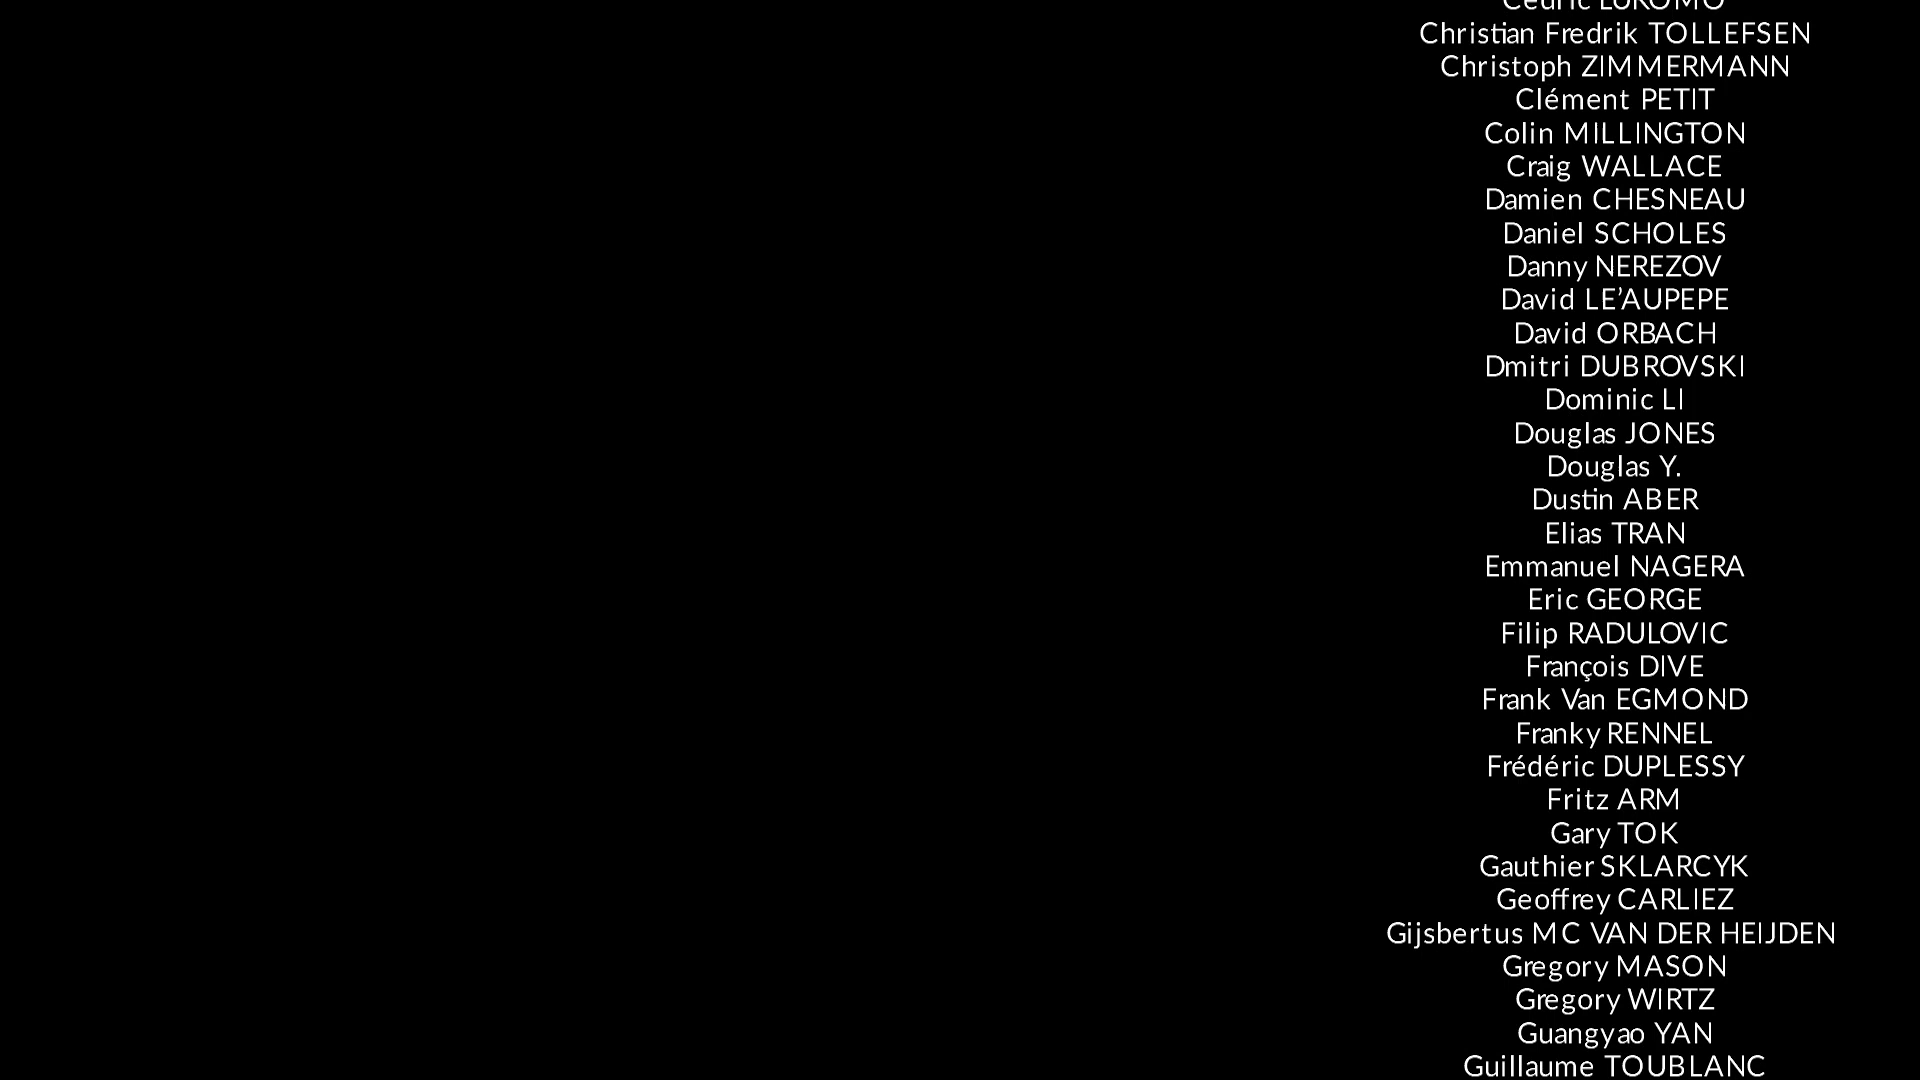 Cédric LUKOMO
Christian Fredrik TOLLEFSEN
Christoph ZIMMERMANN
Clément PETIT
Colin MILLINGTON
Craig WALLACE
Damien CHESNEAU
Daniel SCHOLES
Danny NEREZOV
David LE’AUPEPE
David ORBACH
Dmitri DUBROVSKI
Dominic LI
Douglas JONES
Douglas Y.
Dustin ABER
Elias TRAN
Emmanuel NAGERA
Eric GEORGE
Filip RADULOVIC
François DIVE
Frank Van EGMOND
Franky RENNEL
Frédéric DUPLESSY
Fritz ARM
Gary TOK
Gauthier SKLARCYK
Geoffrey CARLIEZ
Gijsbertus MC VAN DER HEIJDEN
Gregory MASON
Gregory WIRTZ
Guangyao YAN
Guillaume TOUBLANC